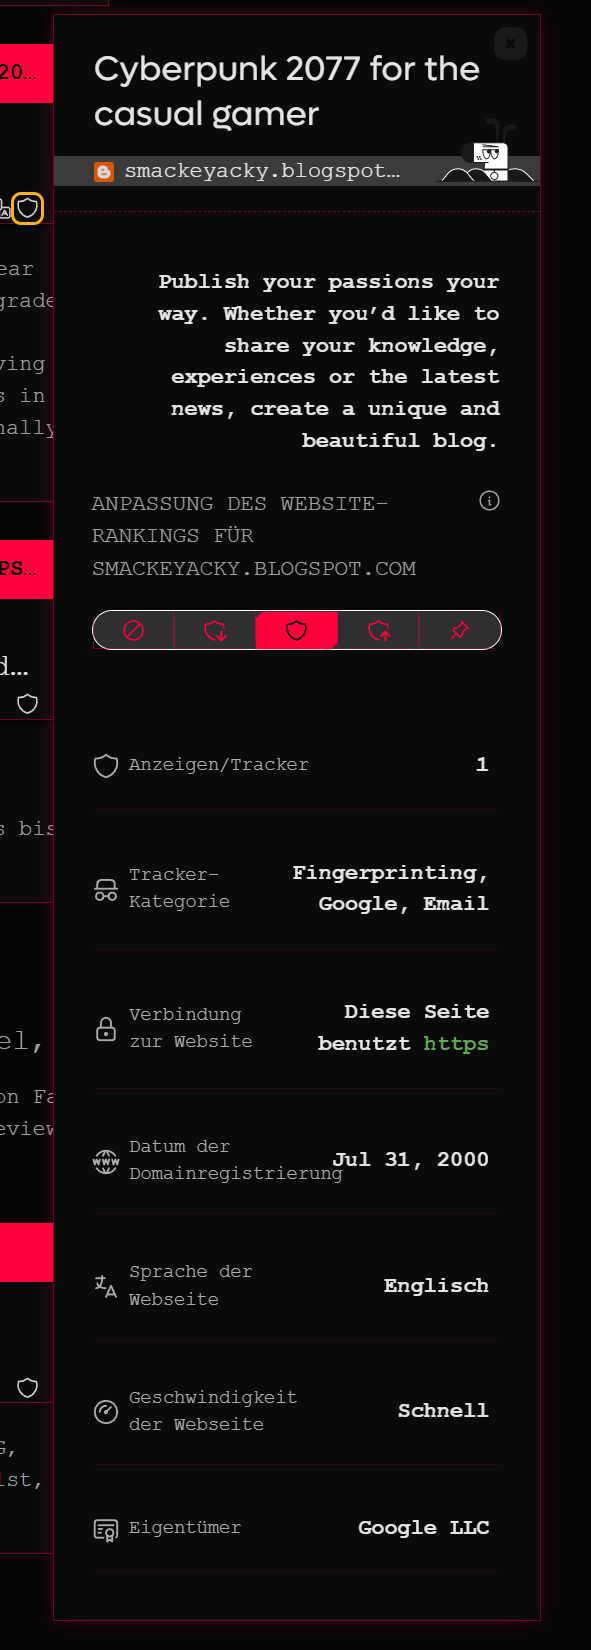 20...
Cyberpunk 2077 for the
casual gamer
smackeyacky.blogspot...
ear
grade
ving
s in
nally
Publish your passions your
way. Whether you’d like to
share your knowledge,
experiences or the latest
news, create a unique and
beautiful blog.
ANPASSUNG DES WEBSITE-
RANKINGS FÜR
SMACKEYACKY.BLOGSPOT.COM
PS...
d...
Anzeigen/Tracker 1
s bis
Tracker-
Kategorie
Fingerprinting,
Google, Email
Verbindung
zur Website
Diese Seite
benutzt https
el,
on Fa
eview
Datum der
Domainregistrierung
Jul 31, 2000
Sprache der
Webseite
Englisch
Geschwindigkeit
der Webseite
Schnell
G,
ist,
Eigentümer Google LLC